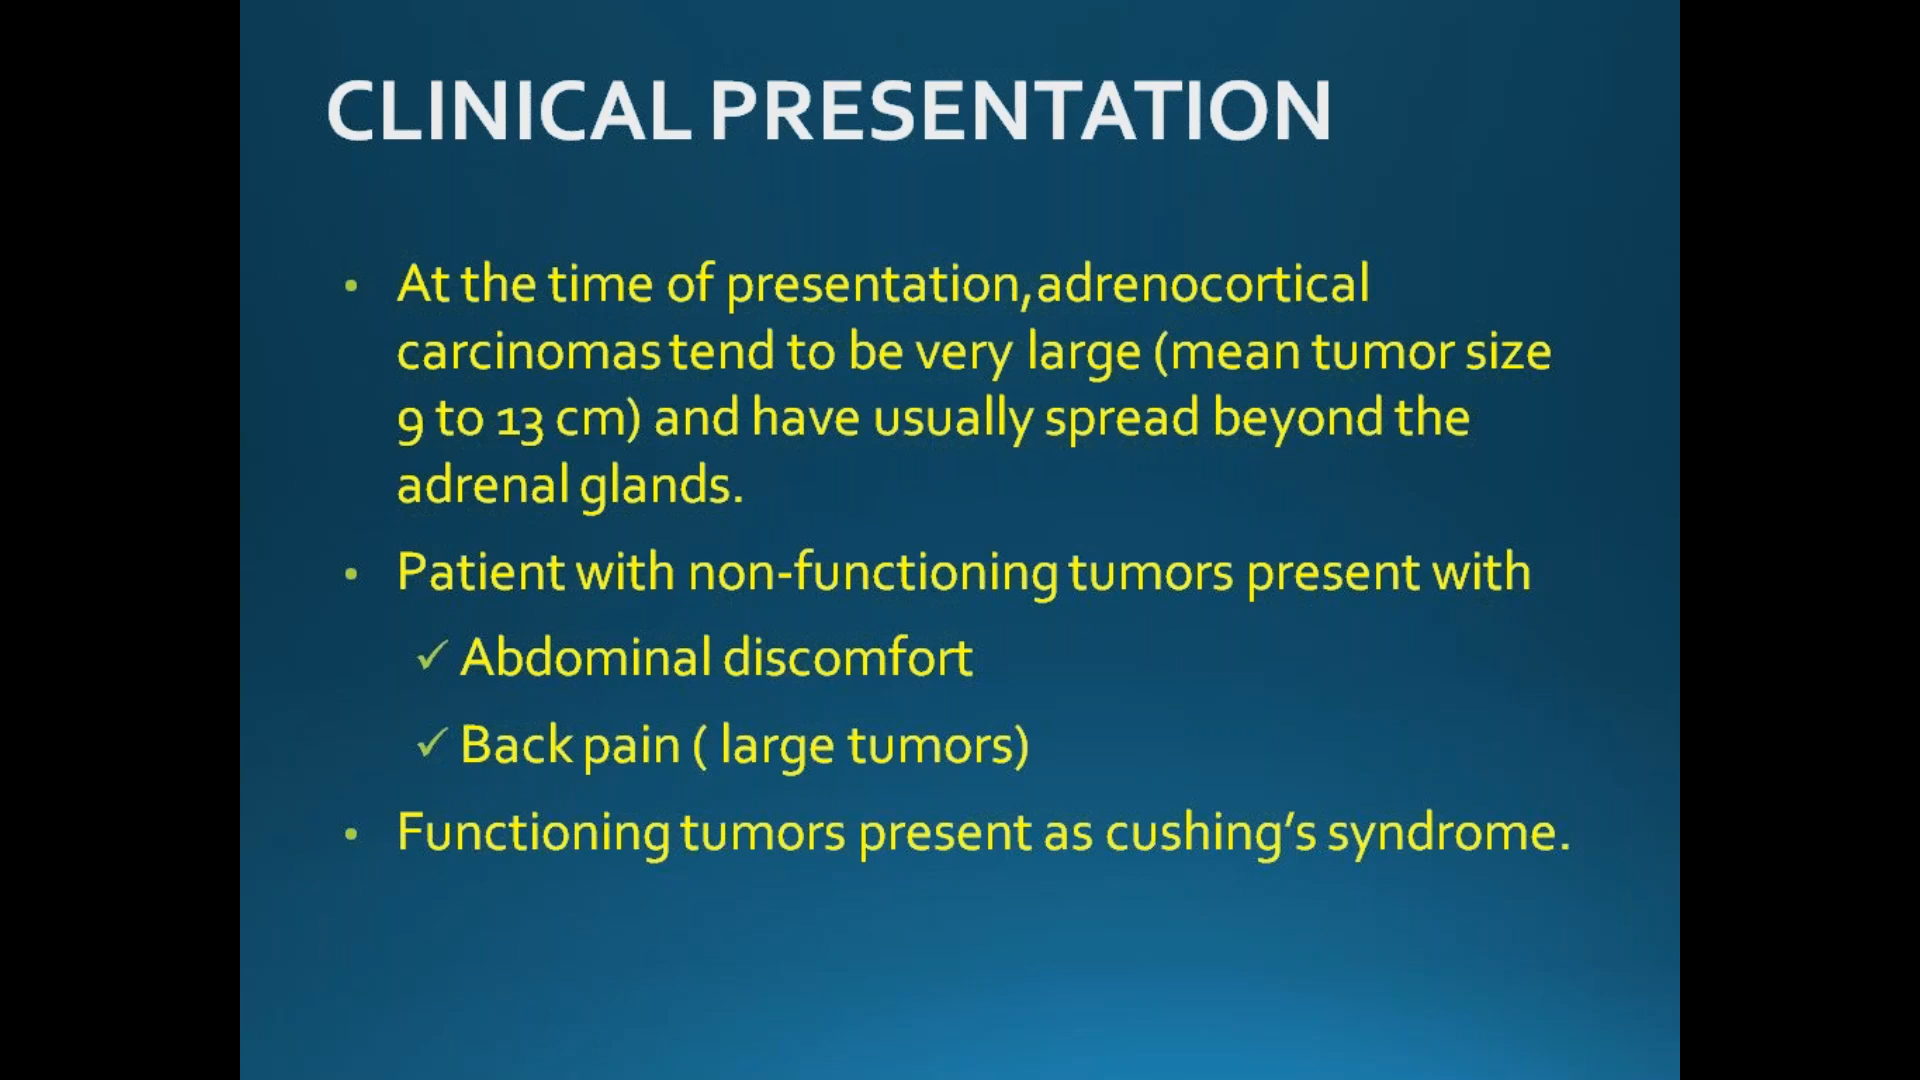 CLINICAL PRESENTATION
• At the time of presentation,adrenocortical
carcinomas tend to be very large (mean tumor size
9 to 13 cm) and have usually spread beyond the
adrenal glands.
• Patient with non-functioning tumors present with
✓ Abdominal discomfort
✓ Back pain ( large tumors)
• Functioning tumors present as cushing’s syndrome.